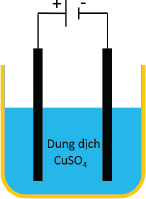 + -
Dung dịch
CuSO₄